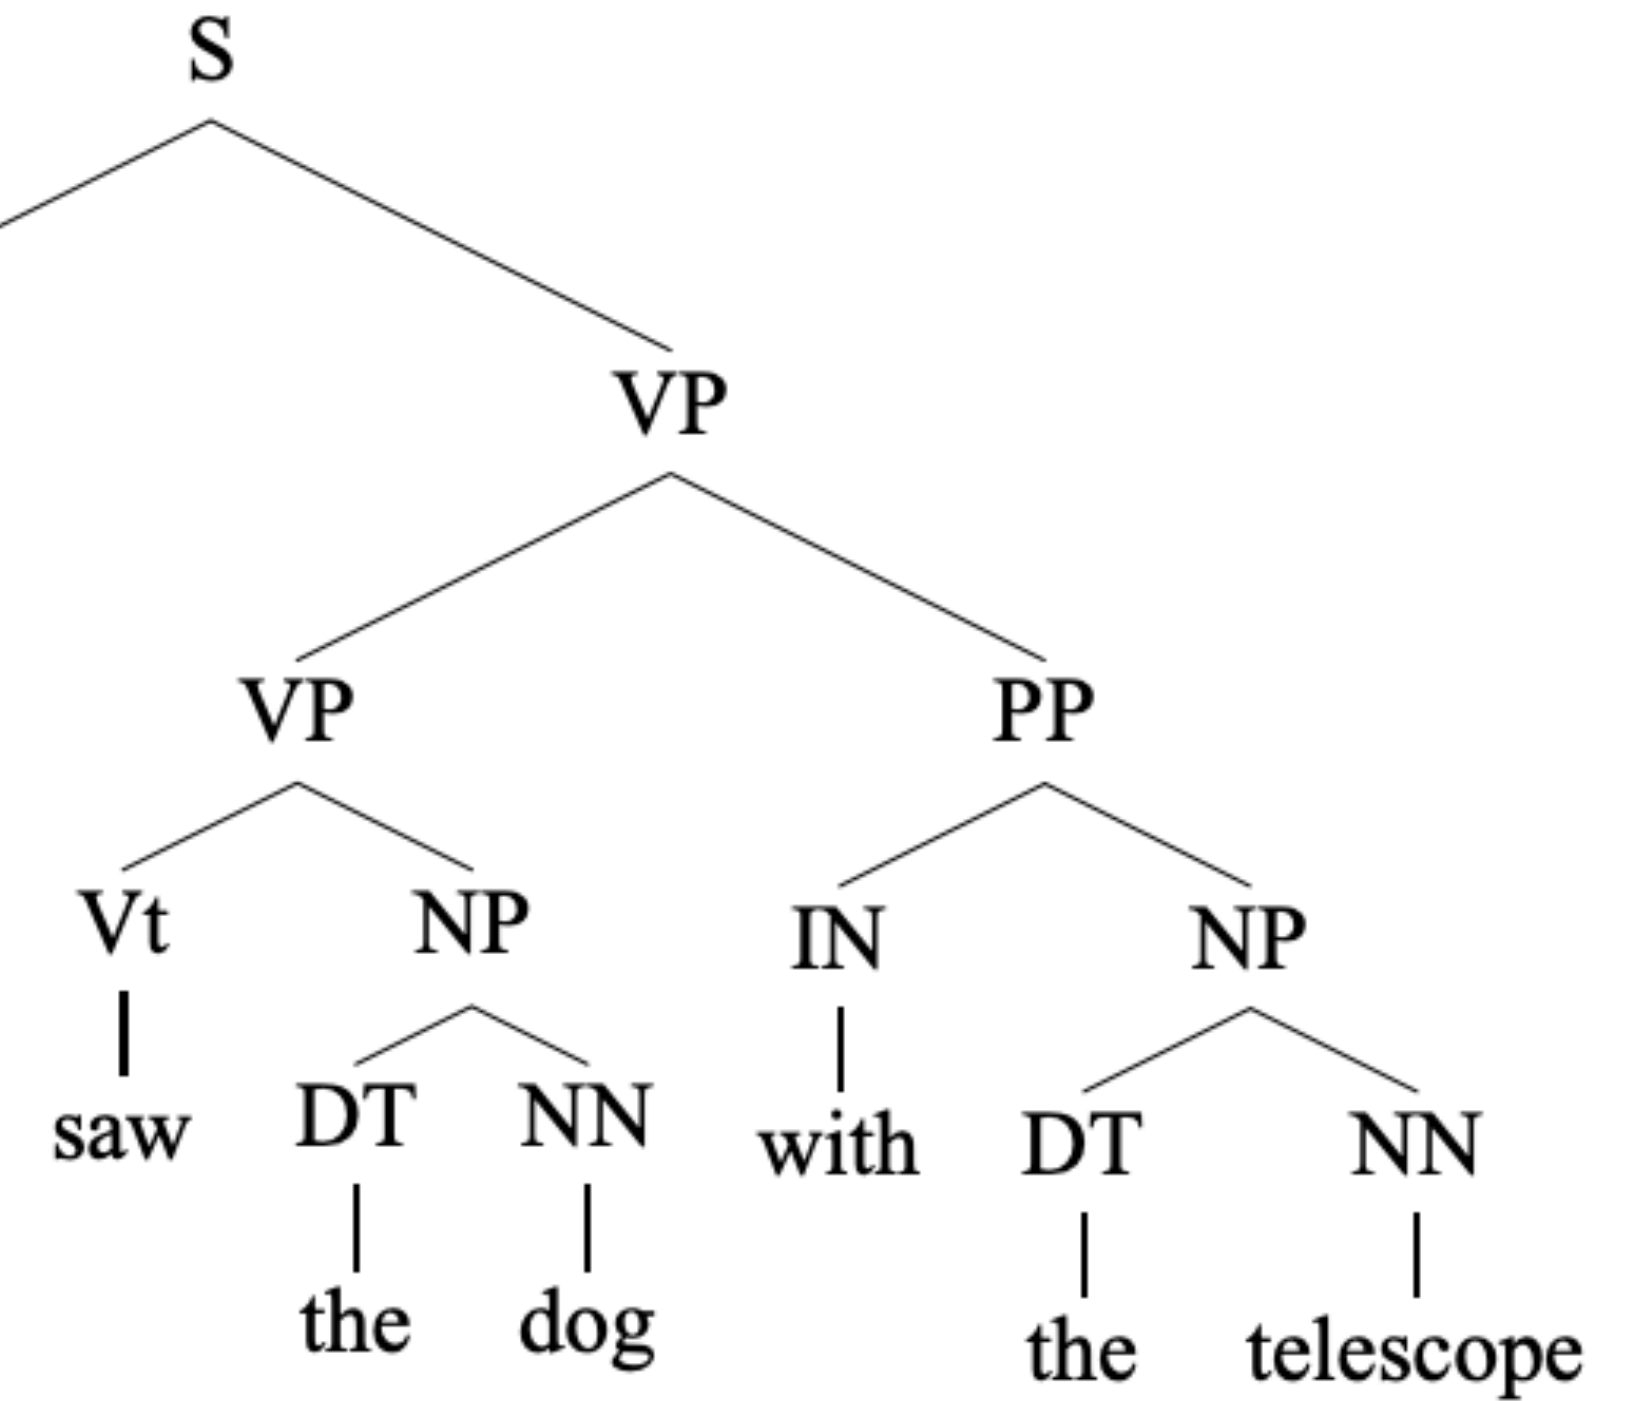 S
VP
VP PP
Vt NP IN NP
saw DT NN with DT NN
the dog the telescope